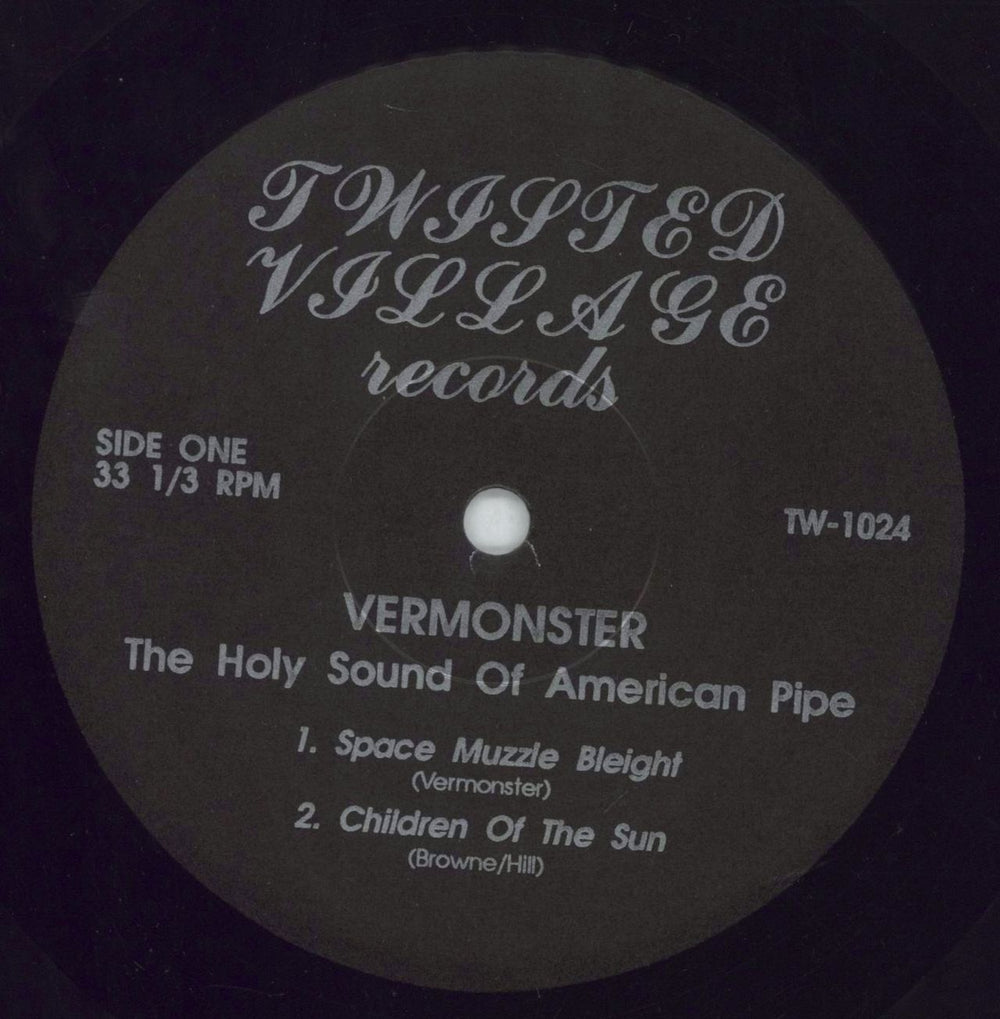 TWISTED
VILLAGE
records
SIDE ONE
33 1/3 RPM
TW-1024
VERMONSTER
The Holy Sound Of American Pipe
1. Space Muzzle Bleight
(Vermonster)
2. Children Of The Sun
(Browne/Hill)